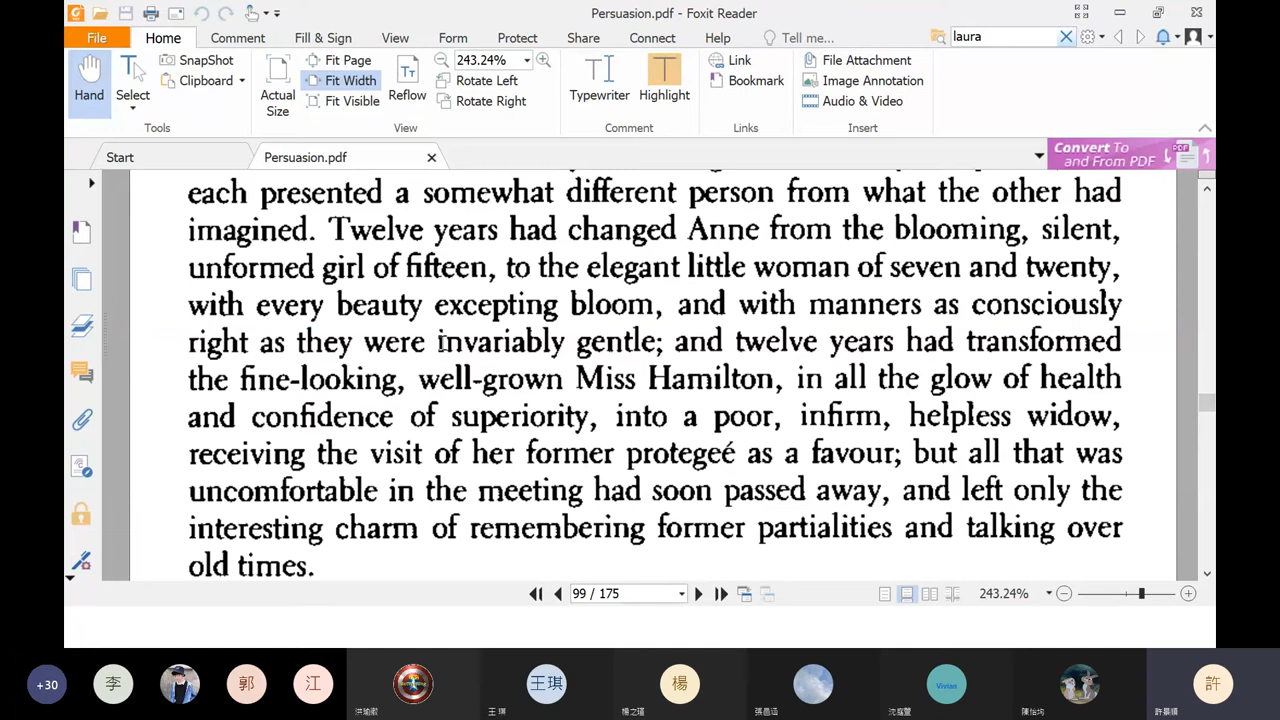 Persuasion.pdf - Foxit Reader
File Home Comment Fill & Sign View Form Protect Share Connect Help Tell me... laura
Hand
Select
SnapShot
Clipboard
Tools
Actual
Size
Fit Page
Fit Width
Fit Visible
Reflow
243.24%
Rotate Left
Rotate Right
View
Typewriter
Highlight
Comment
Link
Bookmark
Links
File Attachment
Image Annotation
Audio & Video
Insert
Start
Persuasion.pdf
Convert To
and From PDF
PDF
each presented a somewhat different person from what the other had
imagined. Twelve years had changed Anne from the blooming, silent,
unformed girl of fifteen, to the elegant little woman of seven and twenty,
with every beauty excepting bloom, and with manners as consciously
right as they were invariably gentle; and twelve years had transformed
the fine-looking, well-grown Miss Hamilton, in all the glow of health
and confidence of superiority, into a poor, infirm, helpless widow,
receiving the visit of her former protegeé as a favour; but all that was
uncomfortable in the meeting had soon passed away, and left only the
interesting charm of remembering former partialities and talking over
old times.
99 / 175
243.24%
+30 李 郭 江 王琪 楊 Vivian 許
王 琪